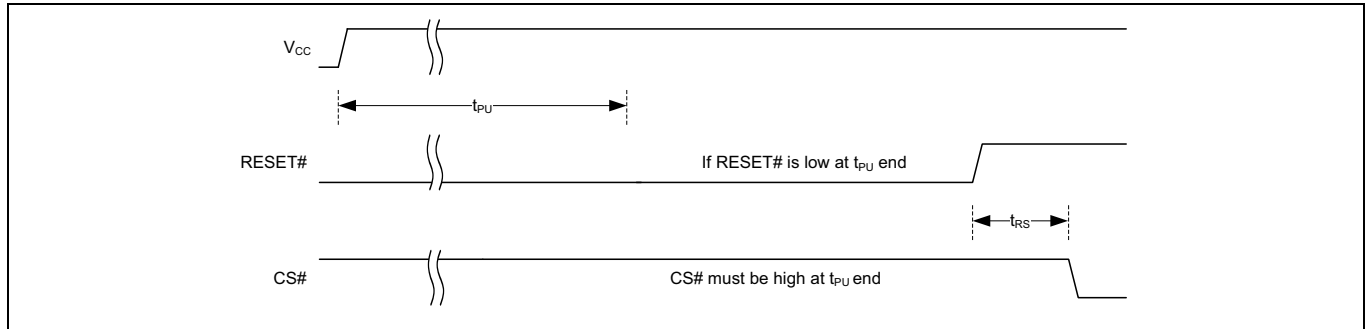 VCC
tPU
RESET#
If RESET# is low at tPU end
tRS
CS#
CS# must be high at tPU end